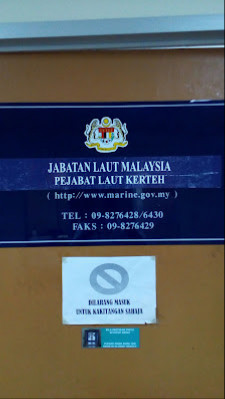 JABATAN LAUT MALAYSIA
PEJABAT LAUT KERTEH
( http://www.marine.gov.my )
TEL : 09-8276428/6430
FAKS : 09-8276429
DILARANG MASUK
UNTUK KAKITANGAN SAHAJA